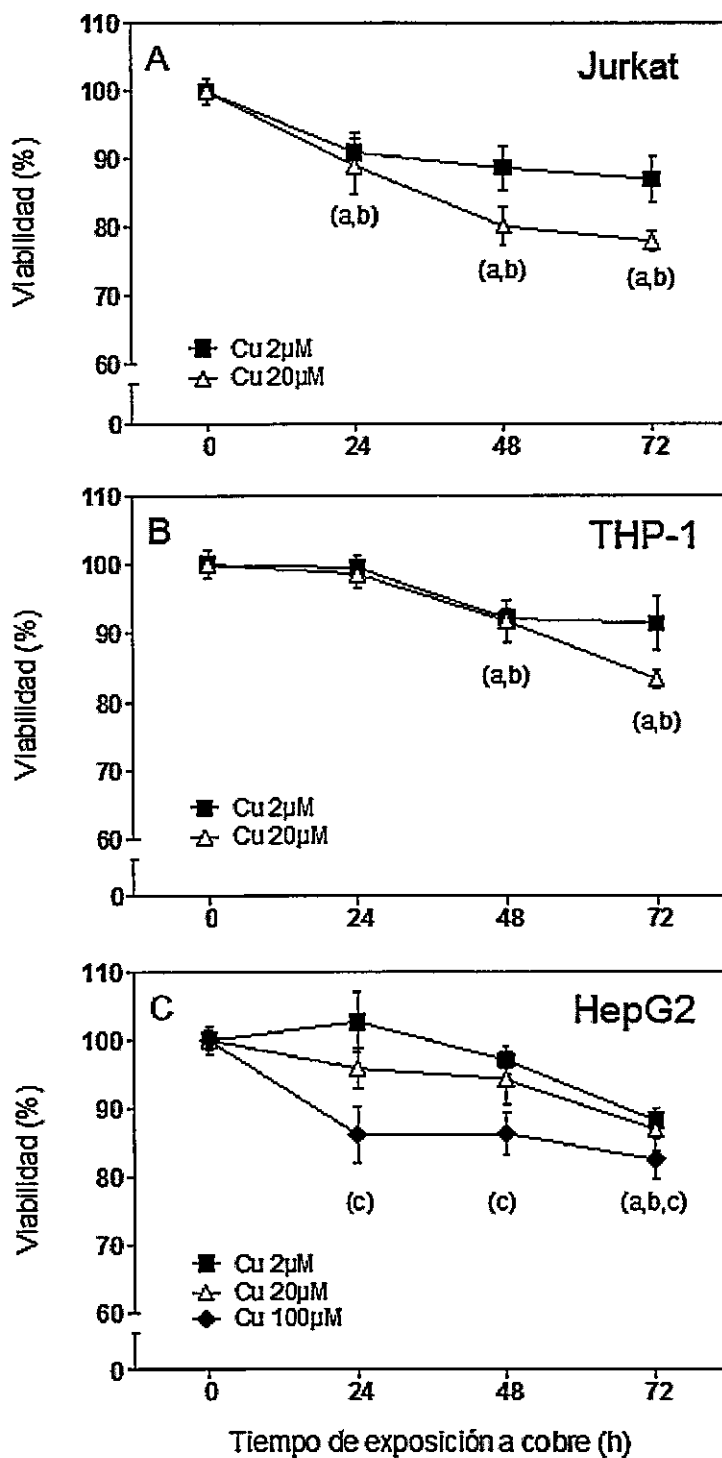 A
Jurkat
Viabilidad (%)
110
100
90
80
70
60
0
(a,b)
(a,b)
(a,b)
Cu 2µM
Cu 20µM
0 24 48 72
B
THP-1
Viabilidad (%)
110
100
90
80
70
60
0
(a,b)
(a,b)
Cu 2µM
Cu 20µM
0 24 48 72
C
HepG2
Viabilidad (%)
110
100
90
80
70
60
0
(c) (c) (a,b,c)
Cu 2µM
Cu 20µM
Cu 100µM
0 24 48 72
Tiempo de exposición a cobre (h)